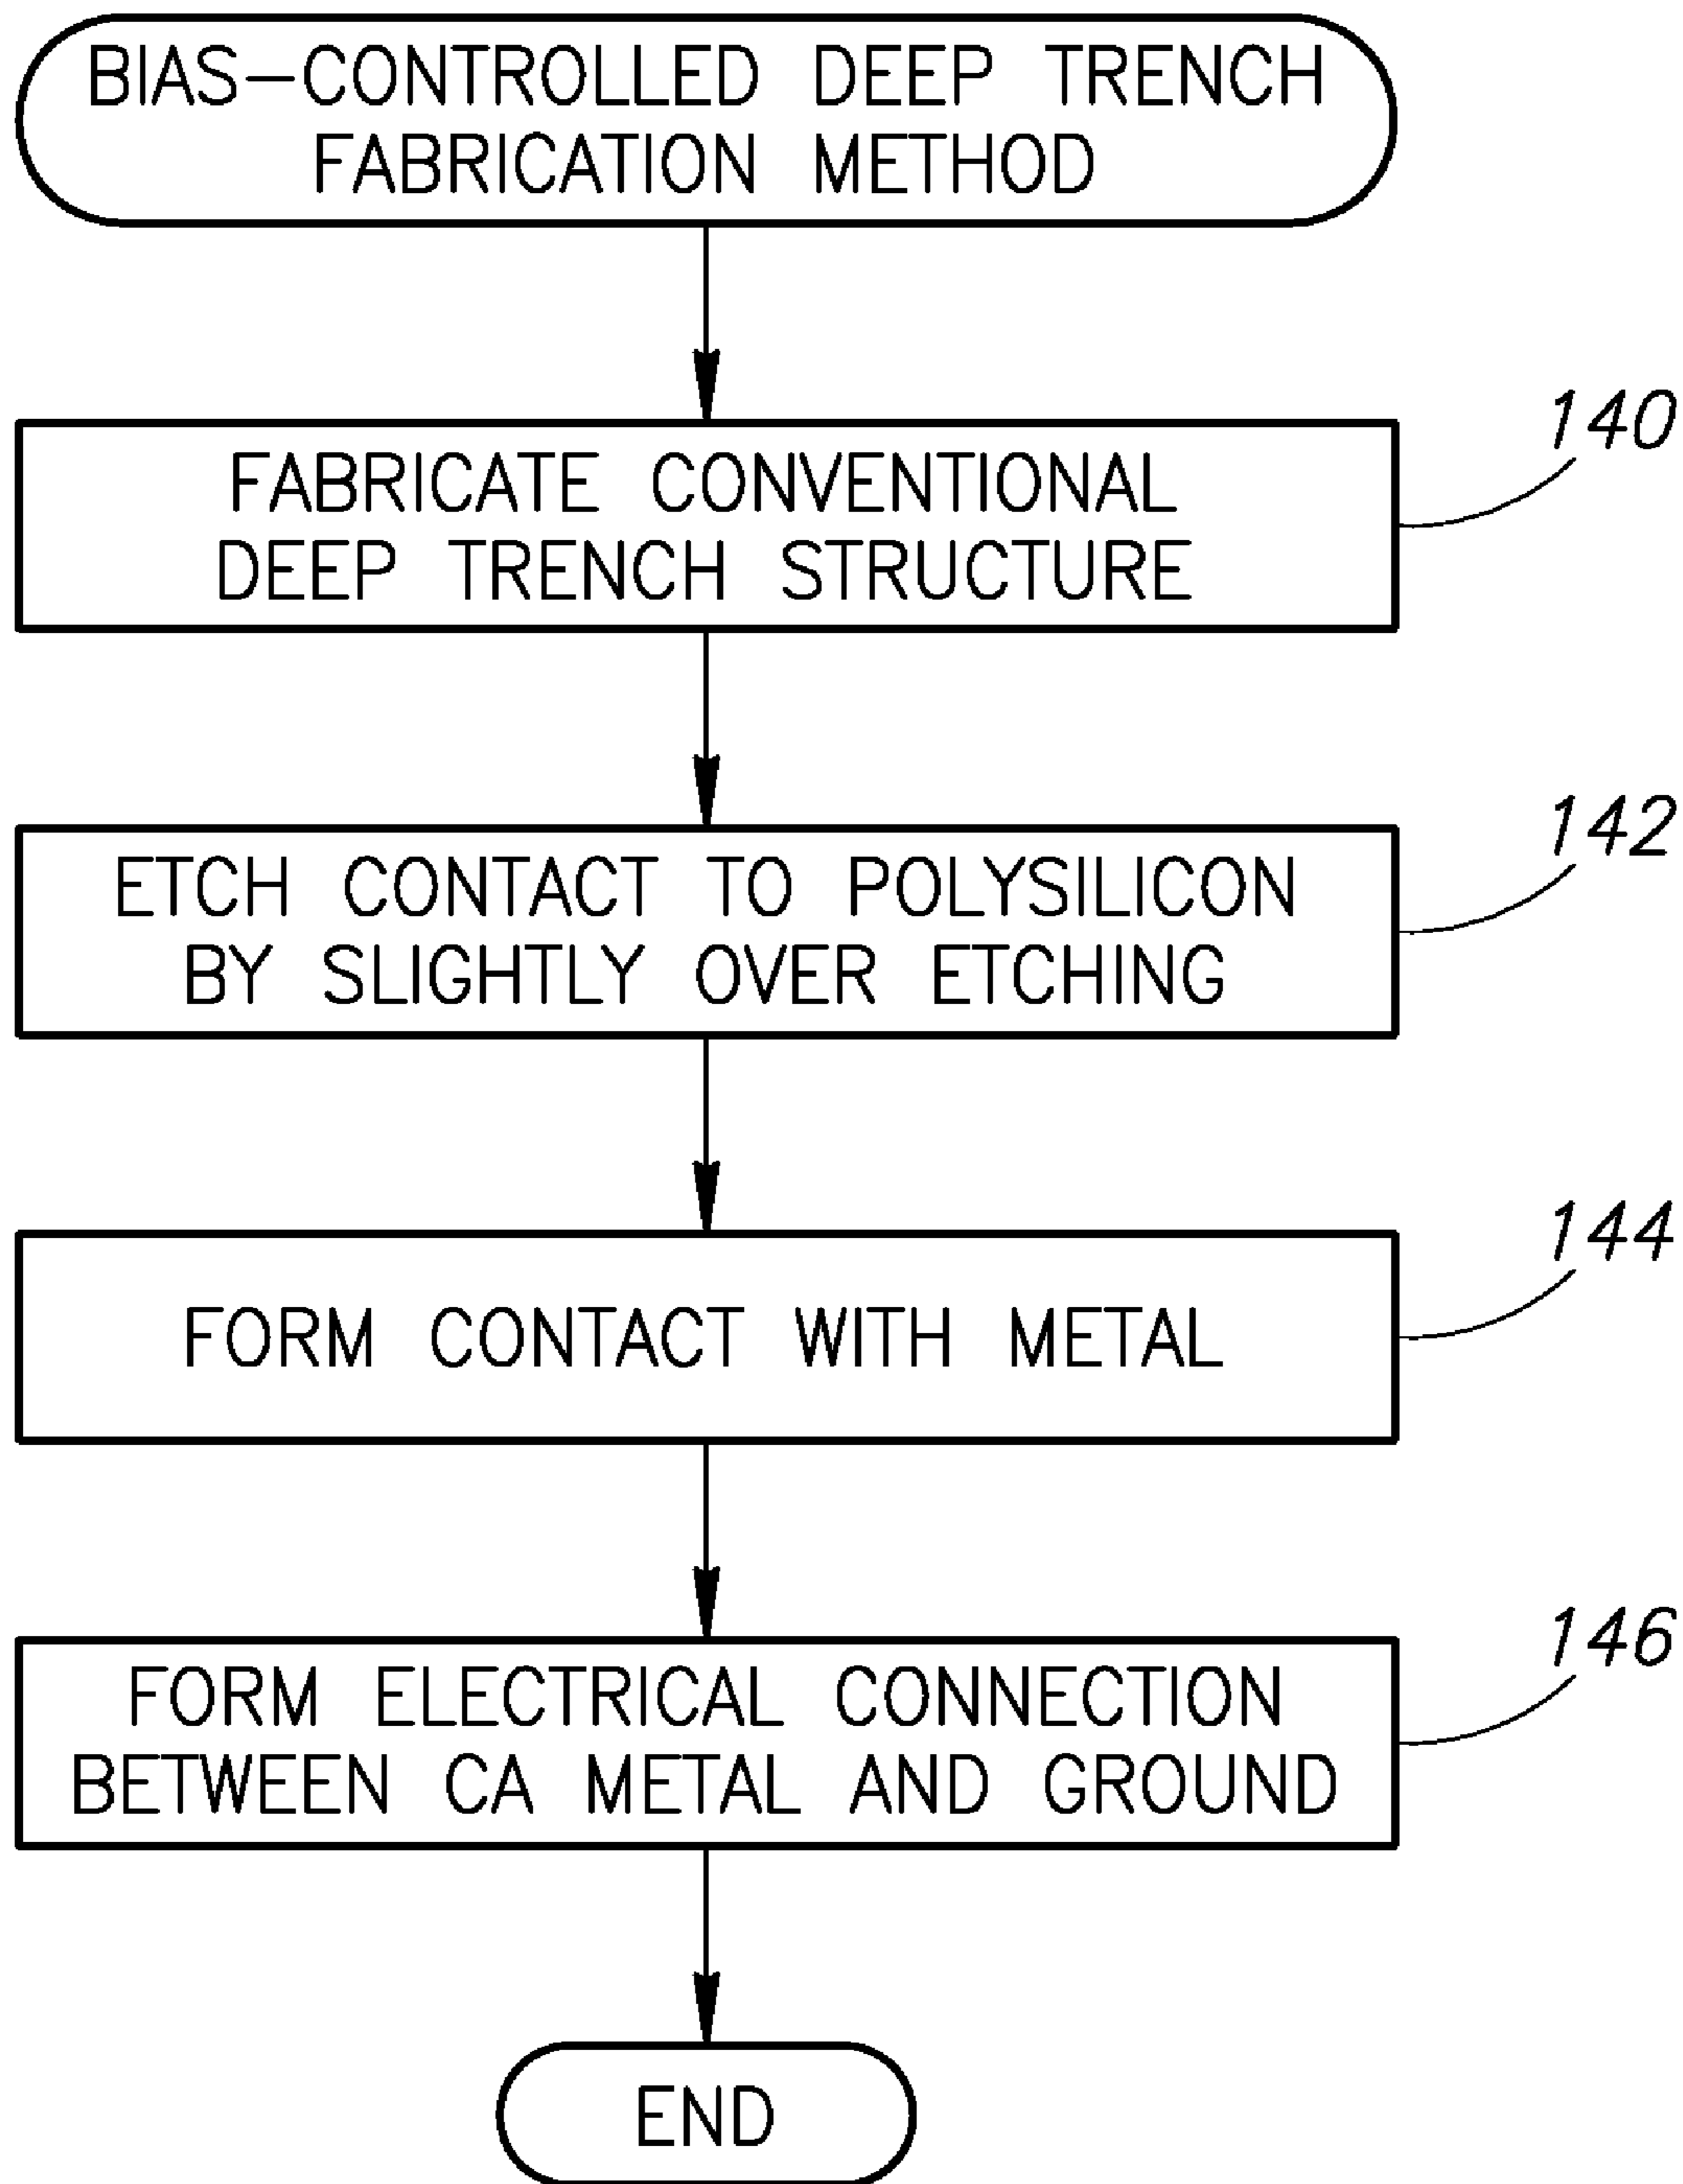 BIAS-CONTROLLED DEEP TRENCH
FABRICATION METHOD
140
FABRICATE CONVENTIONAL
DEEP TRENCH STRUCTURE
142
ETCH CONTACT TO POLYSILICON
BY SLIGHTLY OVER ETCHING
144
FORM CONTACT WITH METAL
146
FORM ELECTRICAL CONNECTION
BETWEEN CA METAL AND GROUND
END